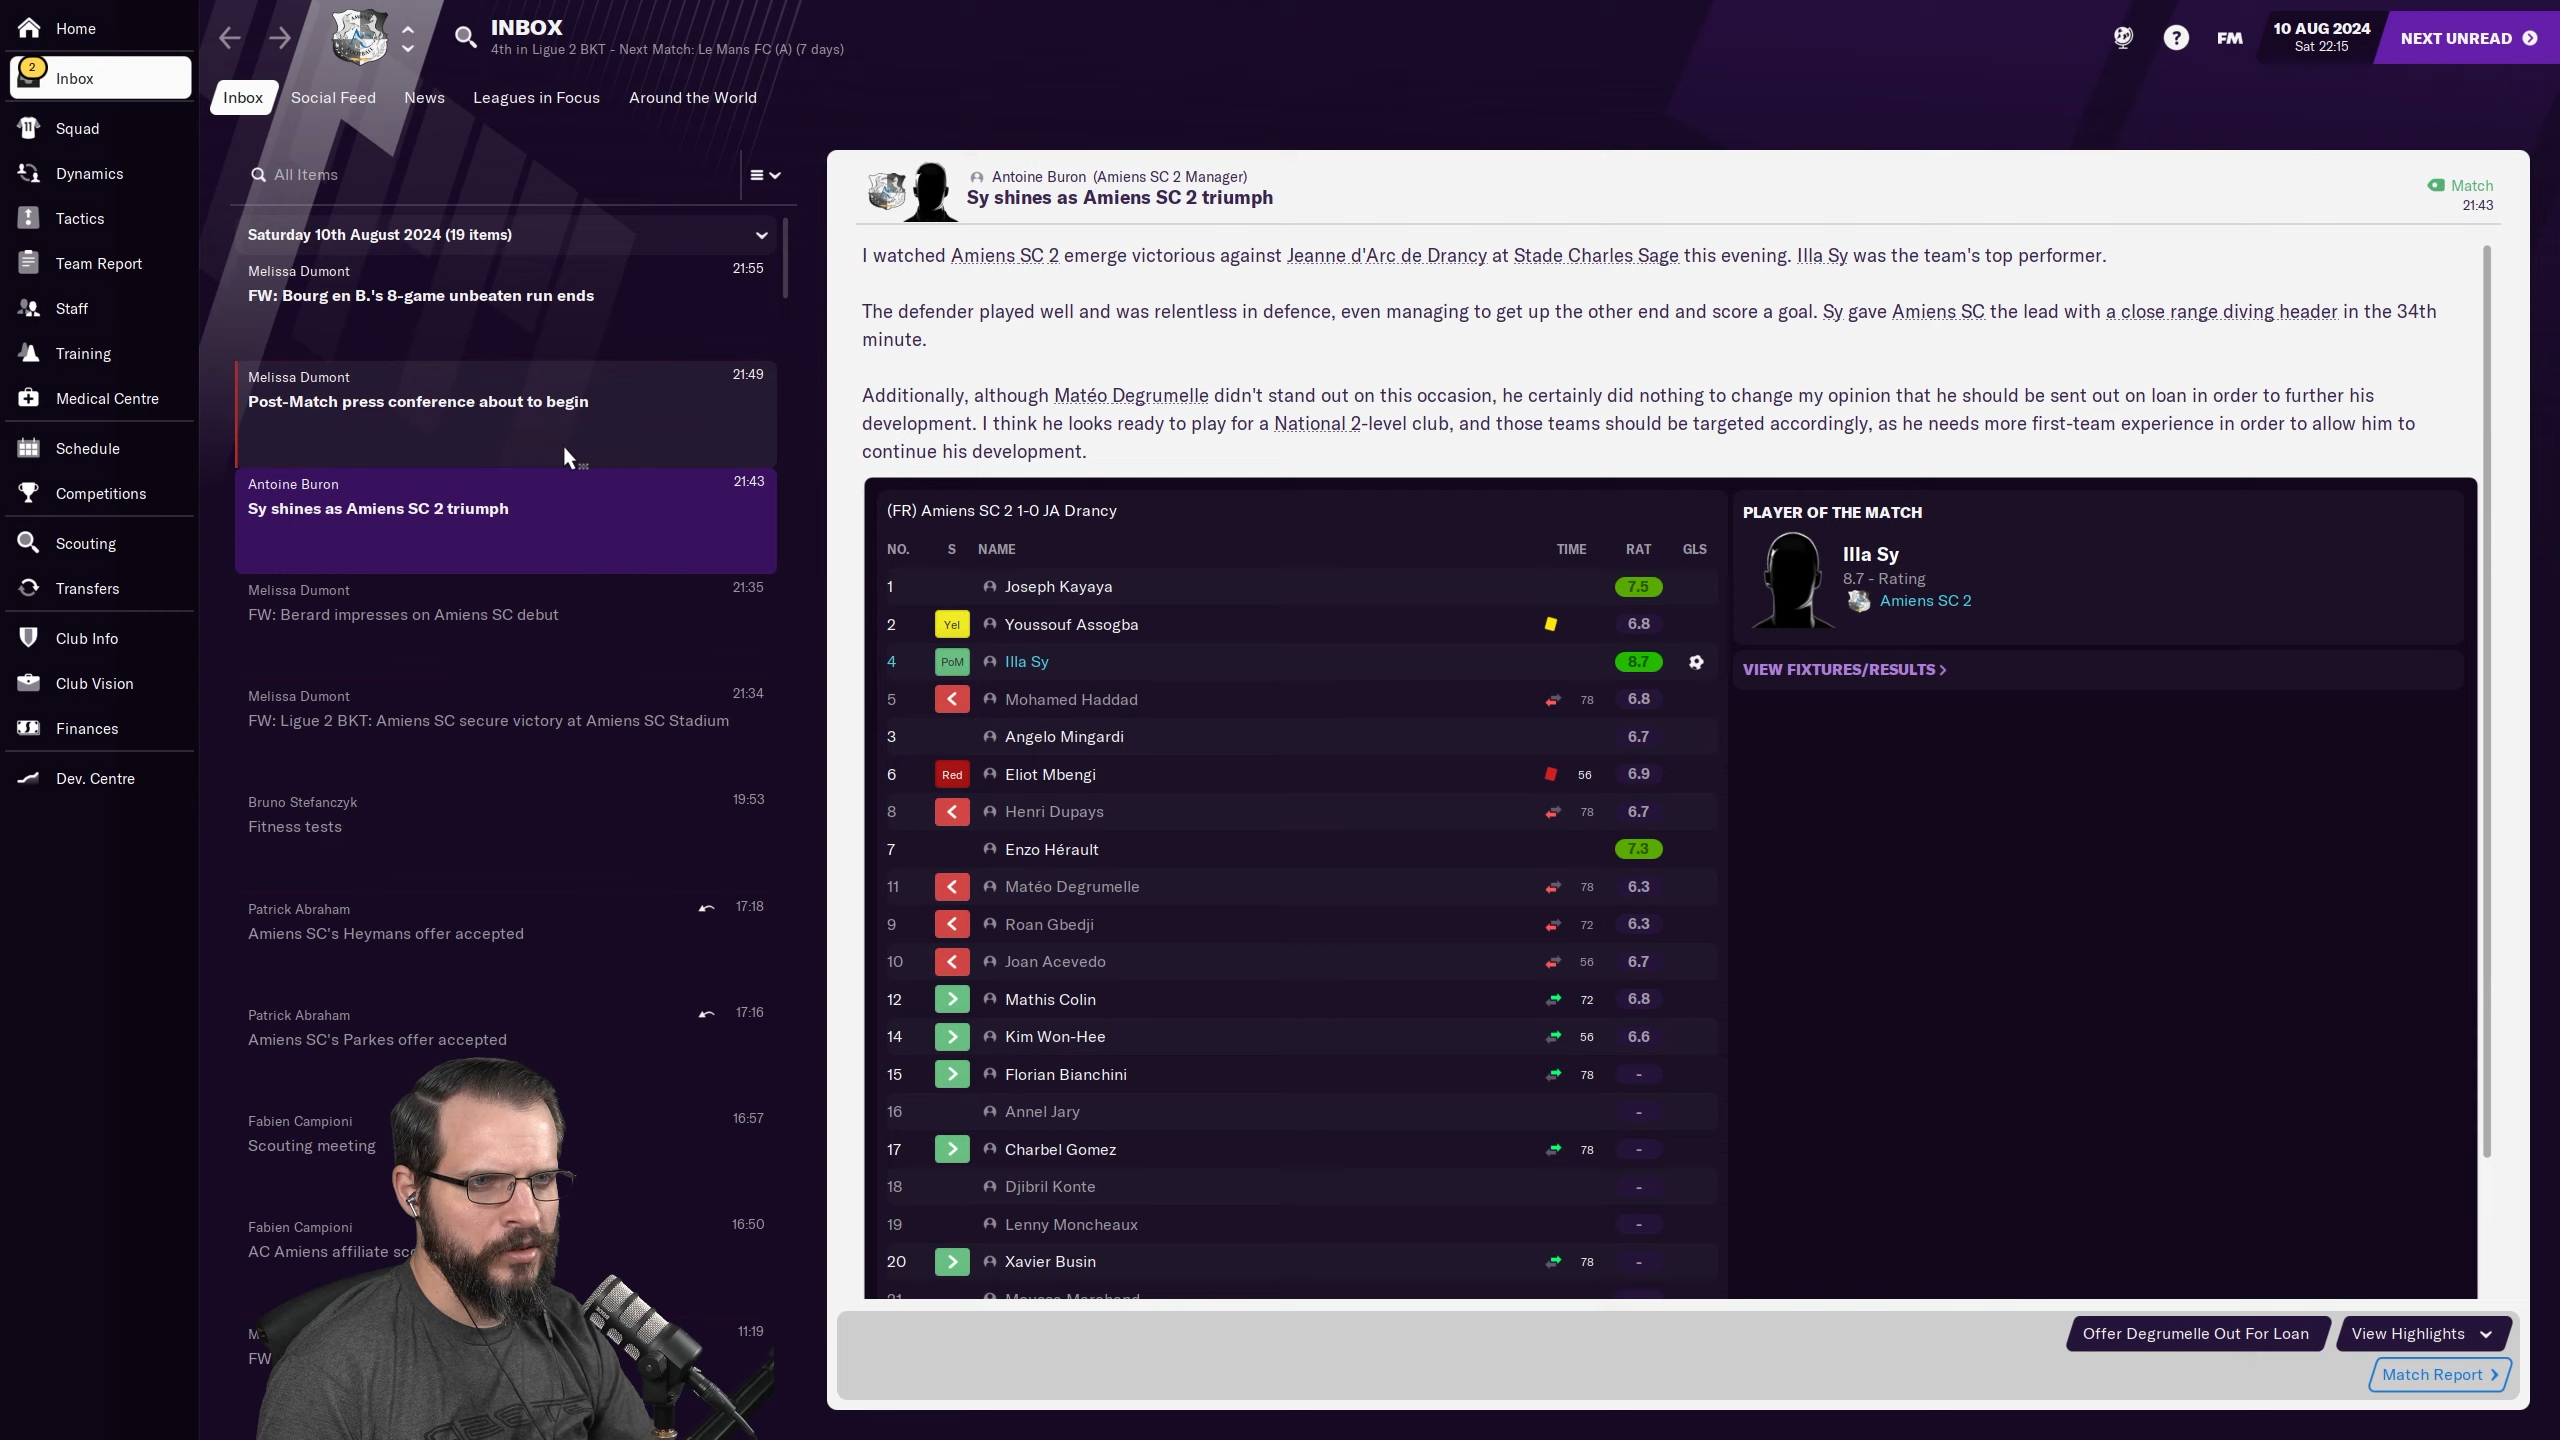 Home
2
Inbox
Squad
Dynamics
Tactics
Team Report
Staff
Training
Medical Centre
Schedule
Competitions
Scouting
Transfers
Club Info
Club Vision
Finances
Dev. Centre
INBOX
4th in Ligue 2 BKT - Next Match: Le Mans FC (A) (7 days)
FM
10 AUG 2024
Sat 22:15
NEXT UNREAD
Inbox Social Feed News Leagues in Focus Around the World
All Items
Saturday 10th August 2024 (19 items)
Melissa Dumont 21:55
FW: Bourg en B.'s 8-game unbeaten run ends
Melissa Dumont 21:49
Post-Match press conference about to begin
Antoine Buron 21:43
Sy shines as Amiens SC 2 triumph
Melissa Dumont 21:35
FW: Berard impresses on Amiens SC debut
Melissa Dumont 21:34
FW: Ligue 2 BKT: Amiens SC secure victory at Amiens SC Stadium
Bruno Stefanczyk 19:53
Fitness tests
Patrick Abraham 17:18
Amiens SC's Heymans offer accepted
Patrick Abraham 17:16
Amiens SC's Parkes offer accepted
Fabien Campioni 16:57
Scouting meeting
Fabien Campioni 16:50
AC Amiens affiliate
11:19
FW
Antoine Buron (Amiens SC 2 Manager)
Sy shines as Amiens SC 2 triumph
Match
21:43
I watched Amiens SC 2 emerge victorious against Jeanne d'Arc de Drancy at Stade Charles Sage this evening. Illa Sy was the team's top performer.
The defender played well and was relentless in defence, even managing to get up the other end and score a goal. Sy gave Amiens SC the lead with a close range diving header in the 34th
minute.
Additionally, although Matéo Degrumelle didn't stand out on this occasion, he certainly did nothing to change my opinion that he should be sent out on loan in order to further his
development. I think he looks ready to play for a National 2-level club, and those teams should be targeted accordingly, as he needs more first-team experience in order to allow him to
continue his development.
(FR) Amiens SC 2 1-0 JA Drancy
NO. S NAME TIME RAT GLS
1 Joseph Kayaya 7.5
2 Yel Youssouf Assogba 6.8
4 PoM Illa Sy 8.7
5 Mohamed Haddad 78 6.8
3 Angelo Mingardi 6.7
6 Red Eliot Mbengi 56 6.9
8 Henri Dupays 78 6.7
7 Enzo Hérault 7.3
11 Matéo Degrumelle 78 6.3
9 Roan Gbedji 72 6.3
10 Joan Acevedo 56 6.7
12 Mathis Colin 72 6.8
14 Kim Won-Hee 56 6.6
15 Florian Bianchini 78 -
16 Annel Jary -
17 Charbel Gomez 78 -
18 Djibril Konte -
19 Lenny Moncheaux -
20 Xavier Busin 78 -
PLAYER OF THE MATCH
Illa Sy
8.7 - Rating
Amiens SC 2
VIEW FIXTURES/RESULTS >
Offer Degrumelle Out For Loan
View Highlights
Match Report